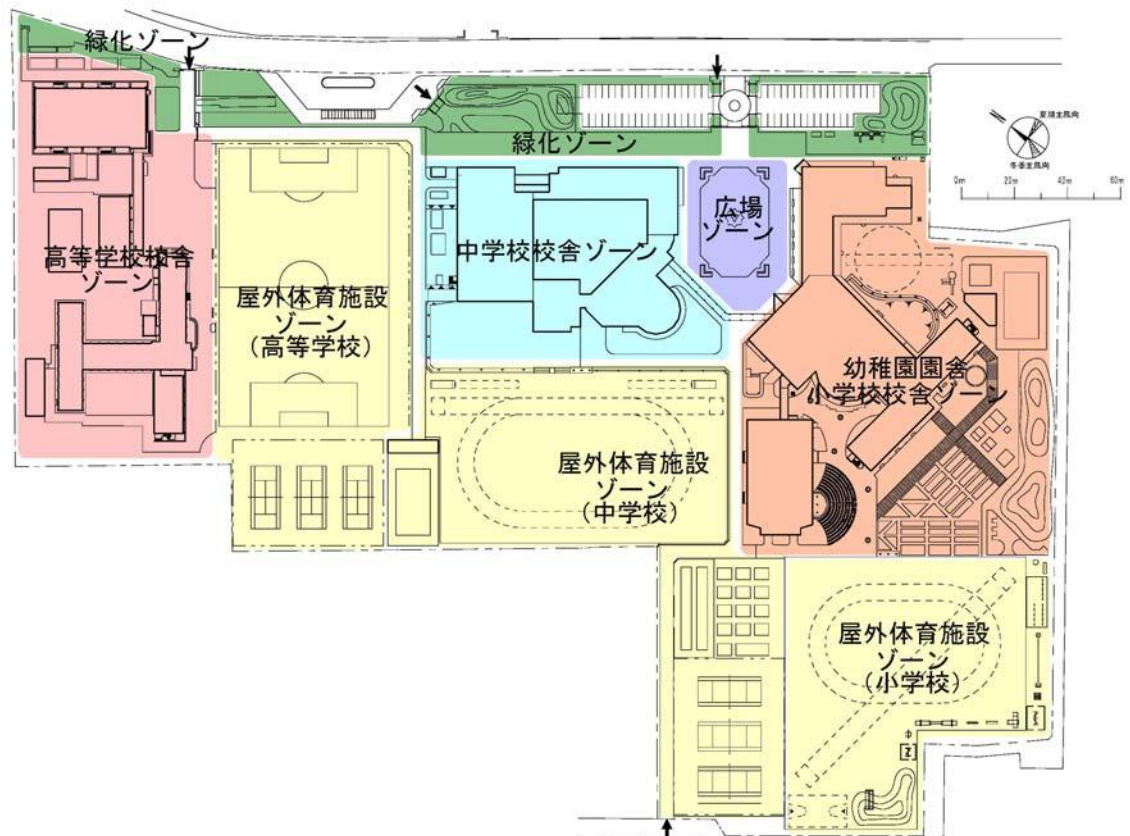 緑化ゾーン
緑化ゾーン
夏期主風向
冬季主風向
0m 20m 40m 60m
広場
ゾーン
中学校校舎ゾーン
高等学校校舎
ゾーン
屋外体育施設
ゾーン
（高等学校）
幼稚園園舎
小学校校舎ゾーン
屋外体育施設
ゾーン
（中学校）
屋外体育施設
ゾーン
（小学校）